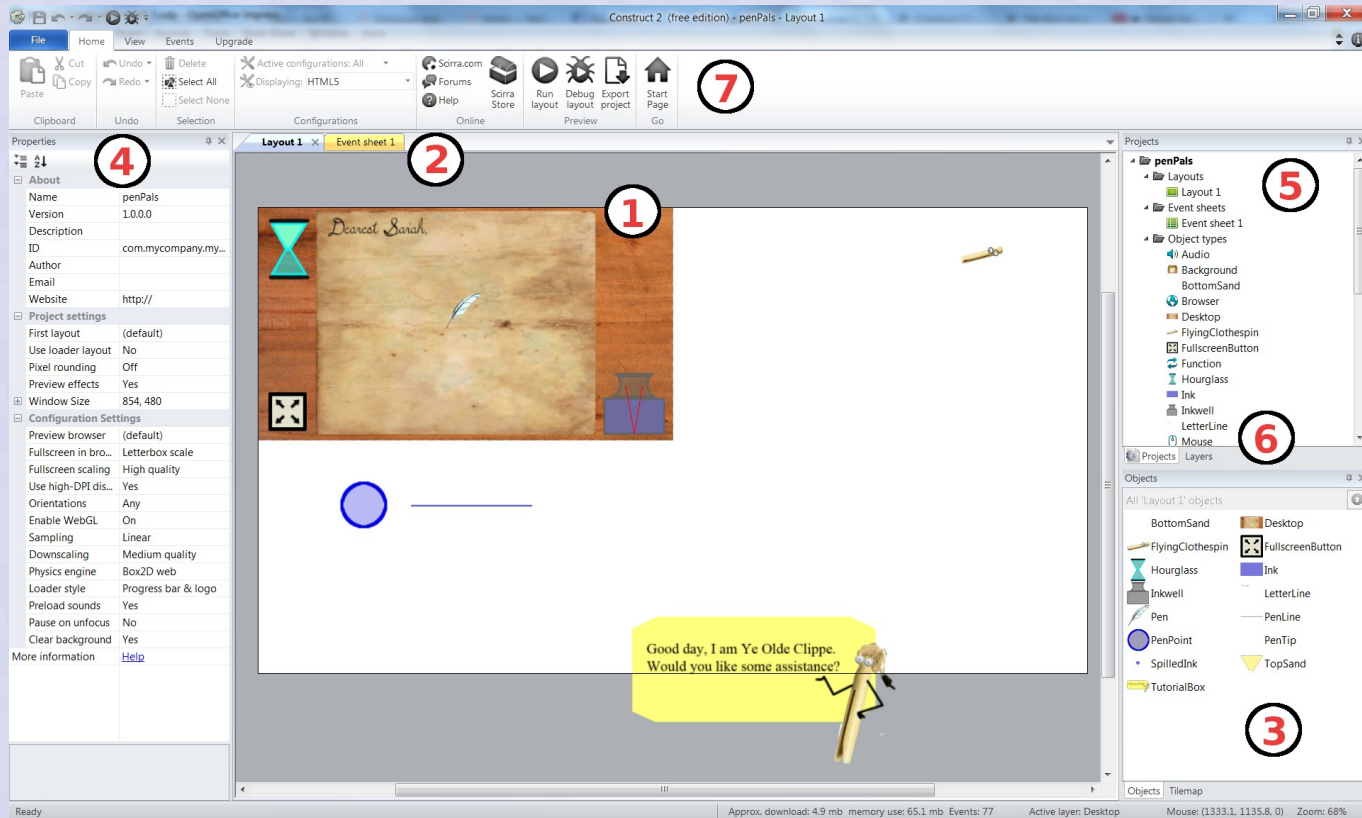 Construct 2 (free edition) - penPals - Layout 1
File Home View Events Upgrade
Paste
Cut
Copy
Clipboard
Undo
Redo
Undo
Delete
Select All
Select None
Selection
Active configurations: All
Displaying: HTML5
Configurations
Scirra.com
Forums
Help
Scirra
Store
Online
Run
layout
Debug
layout
Export
project
Preview
Start
Page
Go
7
Properties
4
About
Name penPals
Version 1.0.0.0
Description
ID com.mycompany.my...
Author
Email
Website http://
Project settings
First layout (default)
Use loader layout No
Pixel rounding Off
Preview effects Yes
Window Size 854, 480
Configuration Settings
Preview browser (default)
Fullscreen in bro... Letterbox scale
Fullscreen scaling High quality
Use high-DPI dis... Yes
Orientations Any
Enable WebGL On
Sampling Linear
Downscaling Medium quality
Physics engine Box2D web
Loader style Progress bar & logo
Preload sounds Yes
Pause on unfocus No
Clear background Yes
More information Help
Layout 1 Event sheet 1
2
1
Dearest Sarah,
Good day, I am Ye Olde Clippe.
Would you like some assistance?
Projects
5
penPals
Layouts
Layout 1
Event sheets
Event sheet 1
Object types
Audio
Background
BottomSand
Browser
Desktop
FlyingClothespin
FullscreenButton
Function
Hourglass
Ink
Inkwell
LetterLine
Mouse
6
Projects Layers
Objects
All 'Layout 1' objects
BottomSand Desktop
FlyingClothespin FullscreenButton
Hourglass Ink
Inkwell LetterLine
Pen PenLine
PenPoint PenTip
SpilledInk TopSand
TutorialBox
3
Objects Tilemap
Ready Approx. download: 4.9 mb memory use: 65.1 mb Events: 77 Active layer: Desktop Mouse: (1333.1, 1135.8, 0) Zoom: 68%